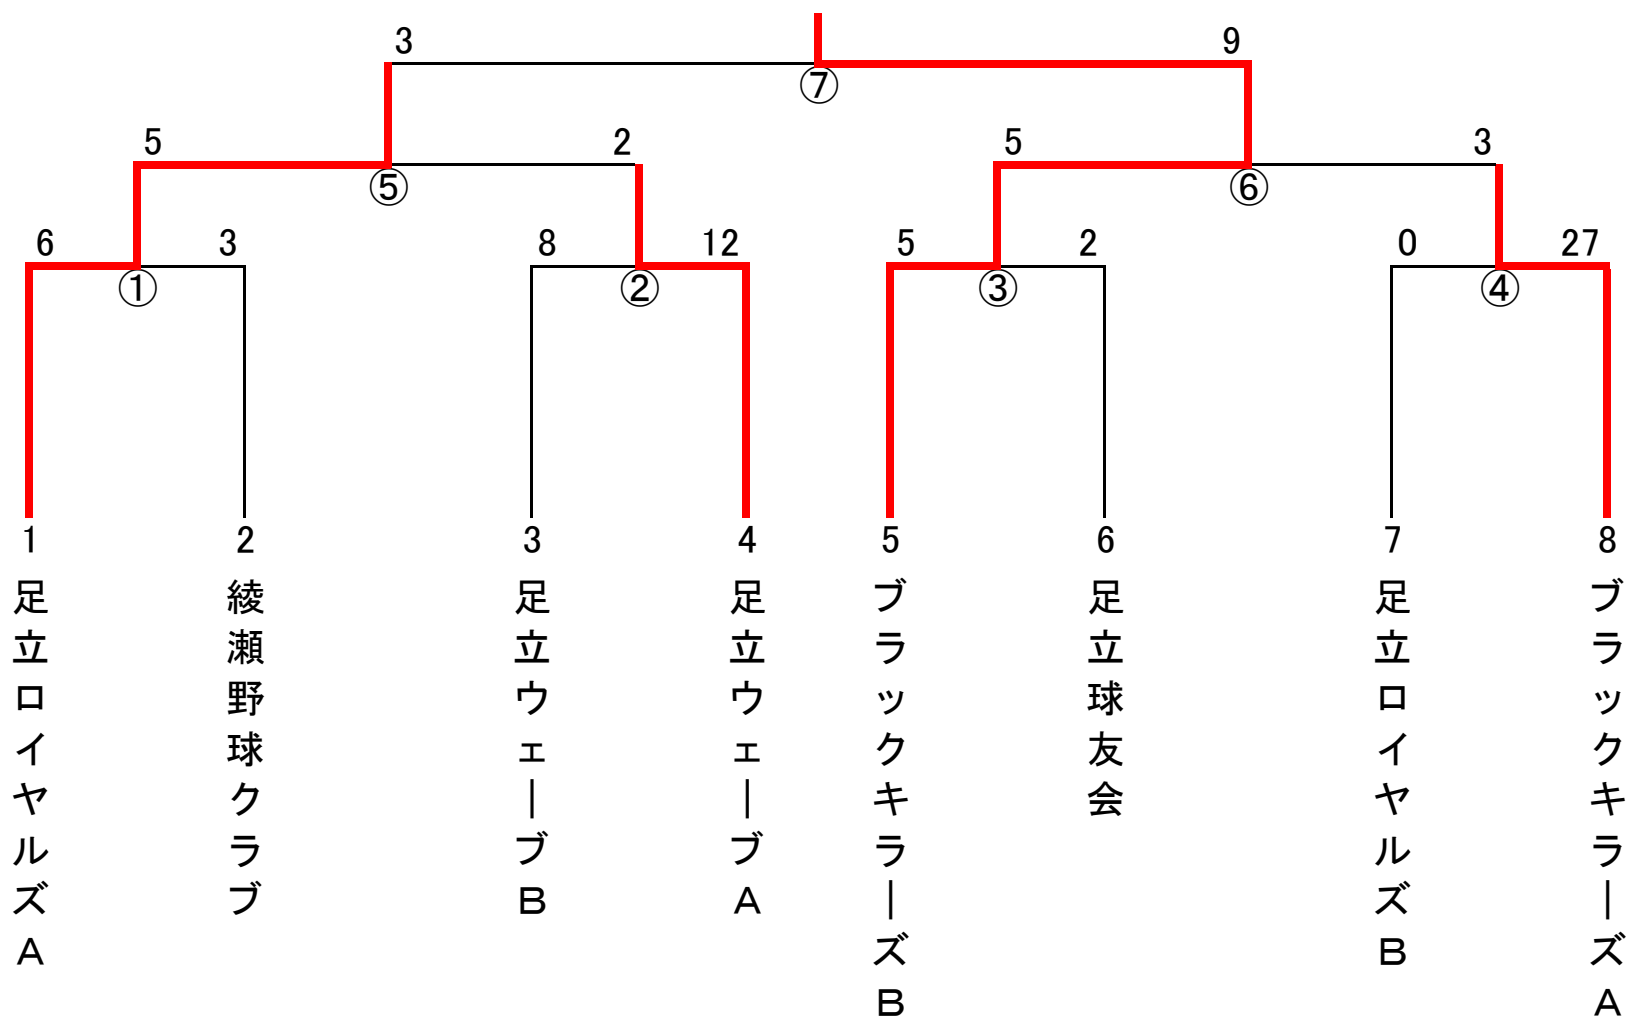 3 9
⑦
5 2 5 3
⑤ ⑥
6 3 8 12 5 2 0 27
① ② ③ ④
1 2 3 4 5 6 7 8
足立ロイヤルズA
綾瀬野球クラブ
足立ウェーブB
足立ウェーブA
ブラックキラーズB
足立球友会
足立ロイヤルズB
ブラックキラーズA